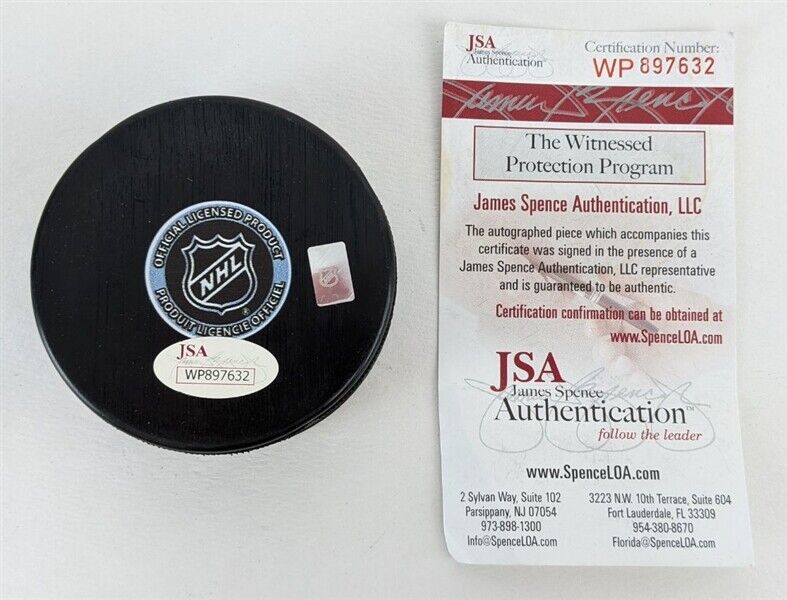 OFFICIAL LICENSED PRODUCT
NHL
PRODUIT LICENCIÉ OFFICIEL
®
JSA
WP897632
JSA
James Spence
Authentication™
Certification Number:
WP 897632
James Spence
The Witnessed
Protection Program
James Spence Authentication, LLC
The autographed piece which accompanies this
certificate was signed in the presence of a
James Spence Authentication, LLC representative
and is guaranteed to be authentic.
Certification confirmation can be obtained at
www.SpenceLOA.com
JSA
James Spence
Authentication™
follow the leader
www.SpenceLOA.com
2 Sylvan Way, Suite 102
Parsippany, NJ 07054
973-898-1300
Info@SpenceLOA.com
3223 N.W. 10th Terrace, Suite 604
Fort Lauderdale, FL 33309
954-380-8670
Florida@SpenceLOA.com